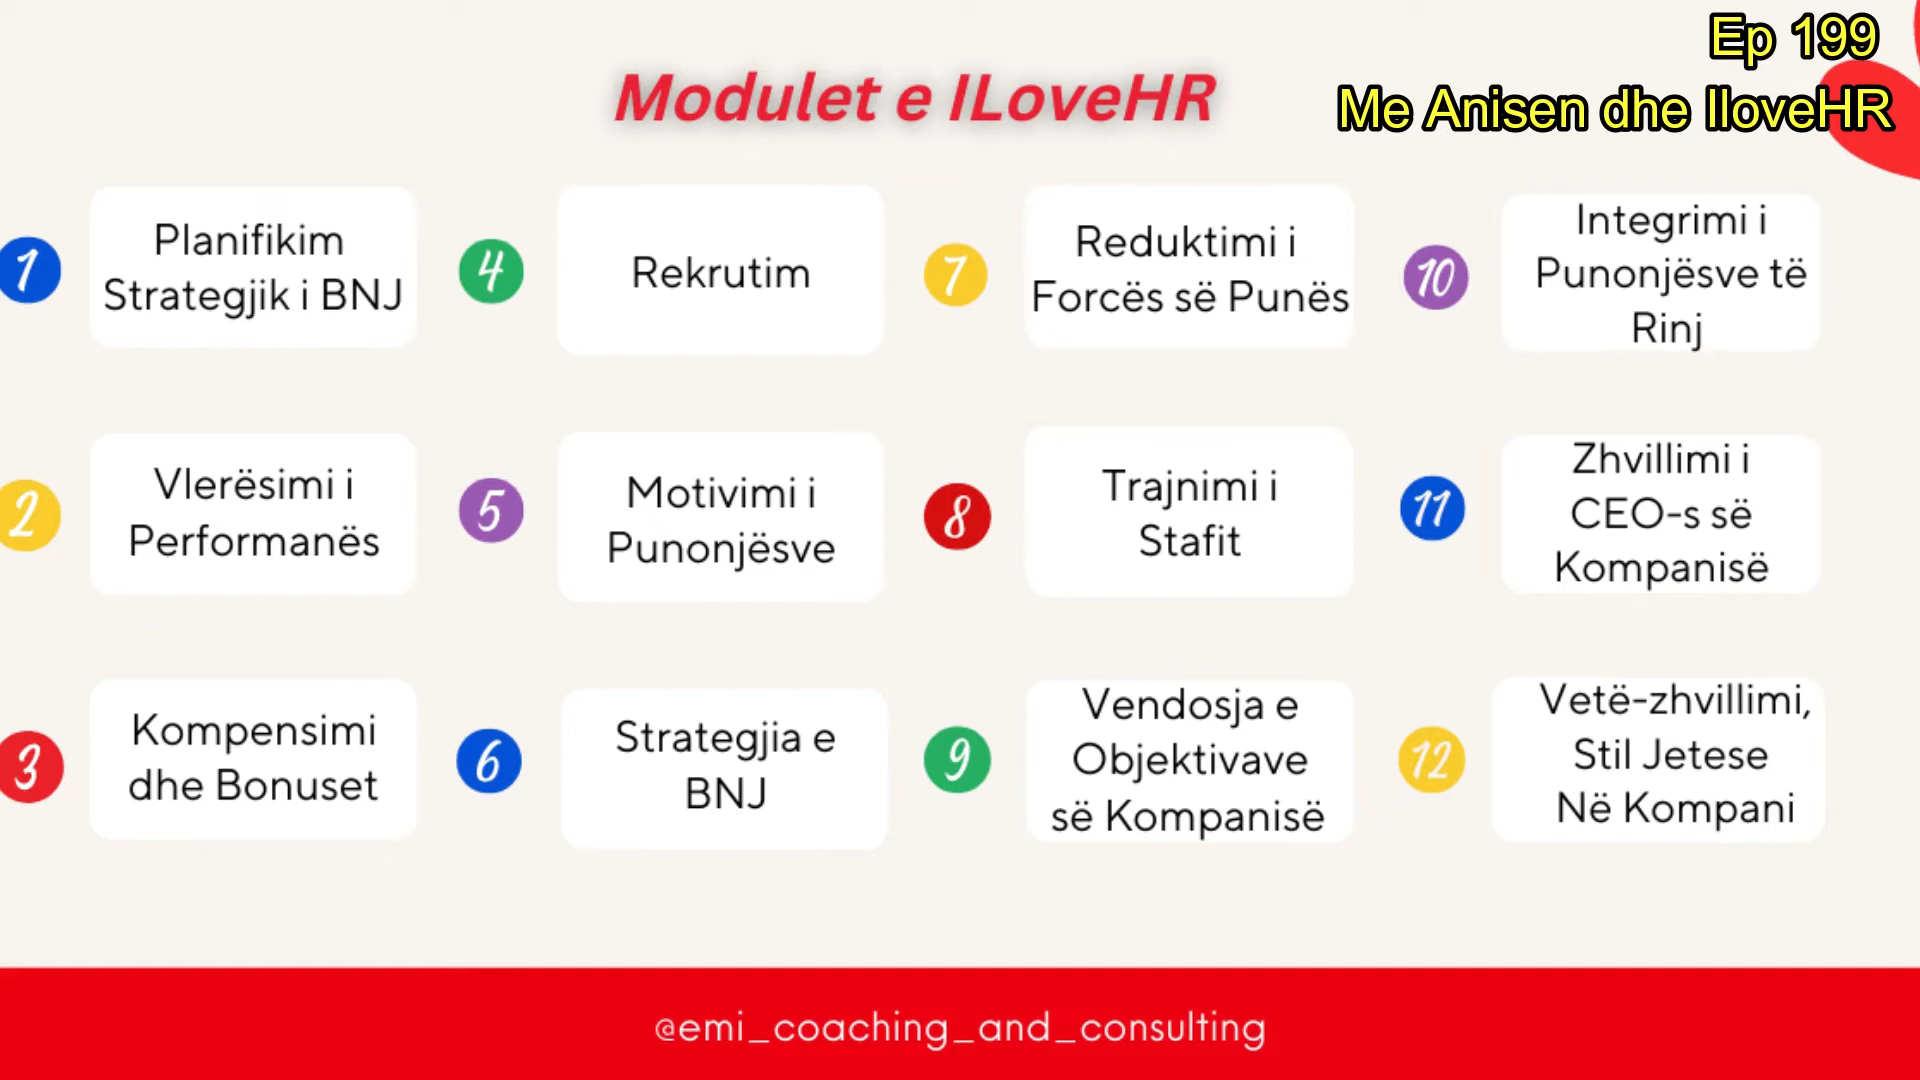 Ep 199
Me Anisen dhe IloveHR
Modulet e ILoveHR
1
Planifikim
Strategjik i BNJ
2
Vlerësimi i
Performanës
3
Kompensimi
dhe Bonuset
4
Rekrutim
5
Motivimi i
Punonjësve
6
Strategjia e
BNJ
7
Reduktimi i
Forcës së Punës
8
Trajnimi i
Stafit
9
Vendosja e
Objektivave
së Kompanisë
10
Integrimi i
Punonjësve të
Rinj
11
Zhvillimi i
CEO-s së
Kompanisë
12
Vetë-zhvillimi,
Stil Jetese
Në Kompani
@emi_coaching_and_consulting